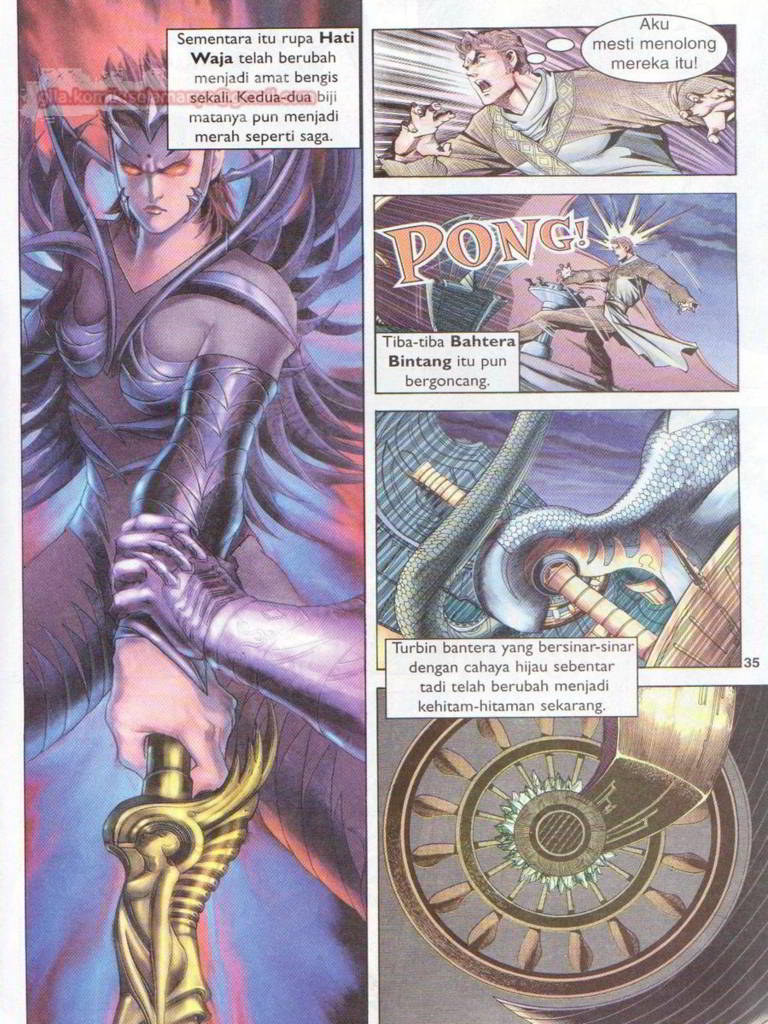 Sementara itu rupa Hati
Waja telah berubah
menjadi amat bengis
sekali. Kedua-dua biji
matanya pun menjadi
merah seperti saga.
Aku
mesti menolong
mereka itu!
PONG!
Tiba-tiba Bahtera
Bintang itu pun
bergoncang.
Turbin bantera yang bersinar-sinar
dengan cahaya hijau sebentar
tadi telah berubah menjadi
kehitam-hitaman sekarang.
35